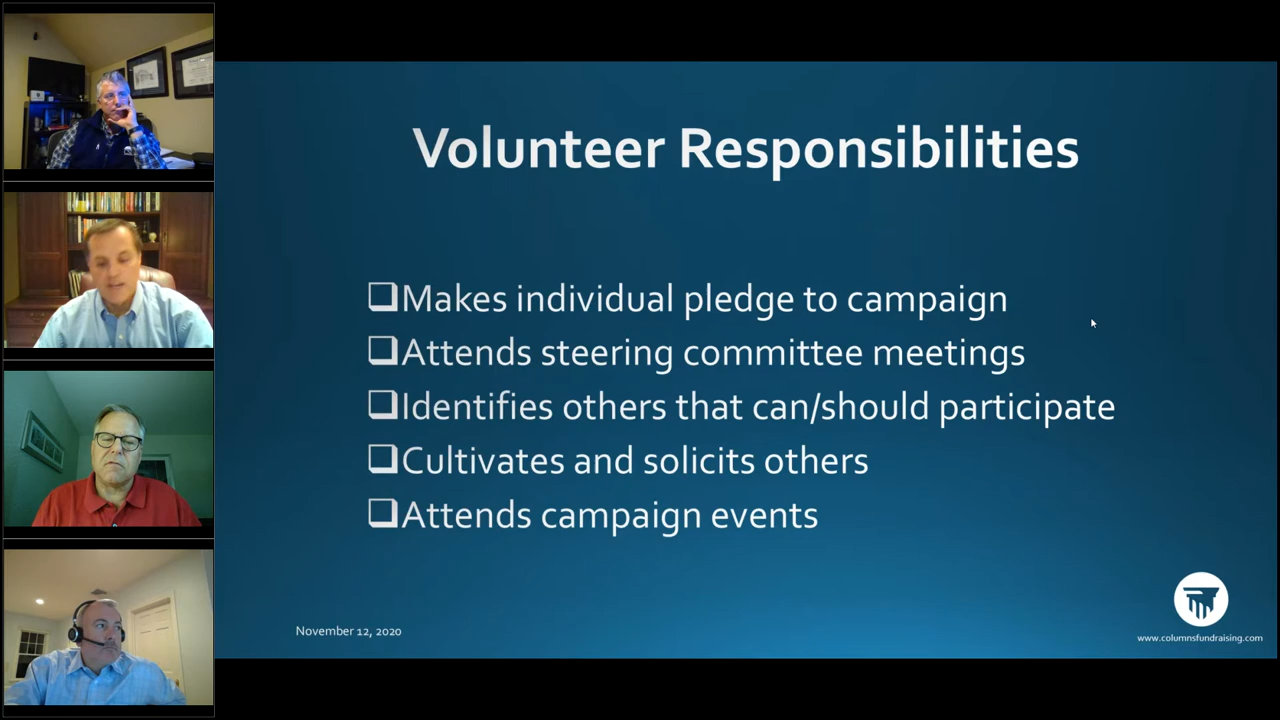 Volunteer Responsibilities
Makes individual pledge to campaign
Attends steering committee meetings
Identifies others that can/should participate
Cultivates and solicits others
Attends campaign events
November 12, 2020
www.columnsfundraising.com